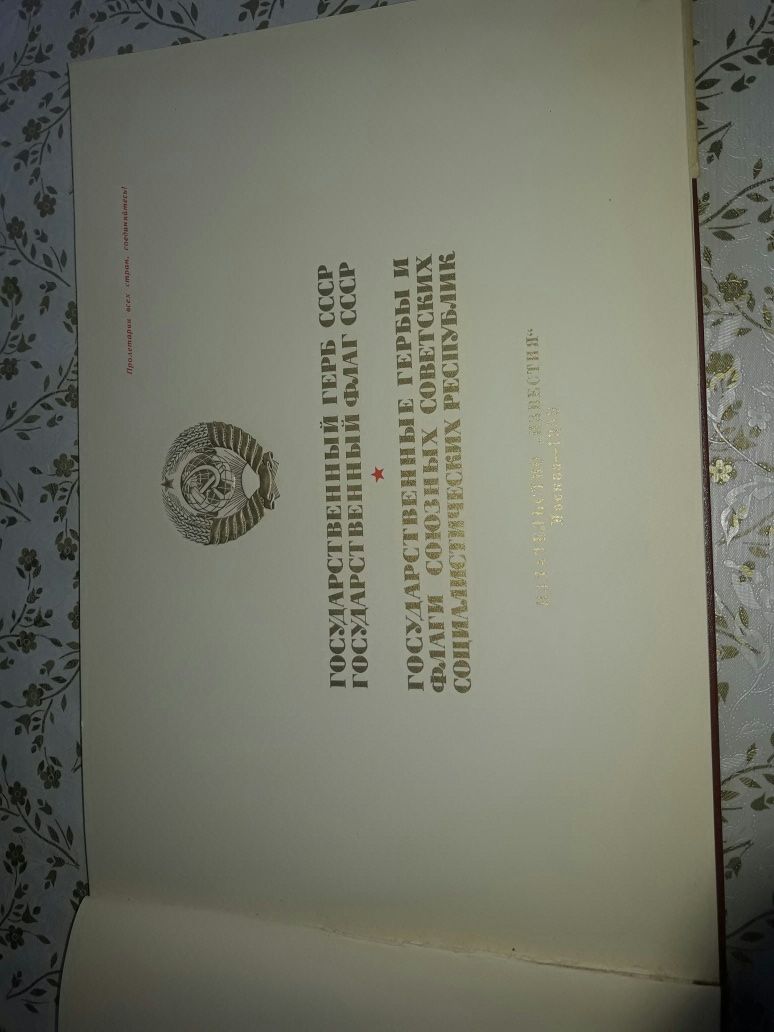 Пролетарии всех стран, соединяйтесь!
ГОСУДАРСТВЕННЫЙ ГЕРБ СССР
ГОСУДАРСТВЕННЫЙ ФЛАГ СССР
ГОСУДАРСТВЕННЫЕ ГЕРБЫ И
ФЛАГИ СОЮЗНЫХ СОВЕТСКИХ
СОЦИАЛИСТИЧЕСКИХ РЕСПУБЛИК
ИЗДАТЕЛЬСТВО „ИЗВЕСТИЯ“
Москва—